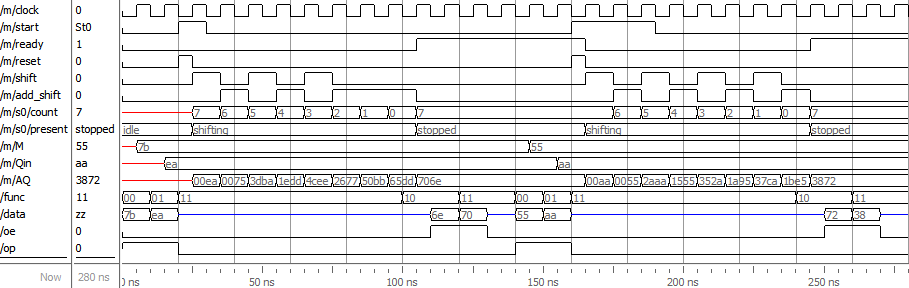 /m/clock 0
/m/start St0
/m/ready 1
/m/reset 0
/m/shift 0
/m/add_shift 0
/m/s0/count 7 7 6 5 4 3 2 1 0 7 6 5 4 3 2 1 0 7
/m/s0/present stopped idle shifting stopped shifting stopped
/m/M 55 7b 55
/m/Qin aa ea aa
/m/AQ 3872 00ea 0075 3dba 1edd 4cee 2677 50bb 65dd 706e 00aa 0055 2aaa 1555 352a 1a95 37ca 1be5 3872
/func 11 00 01 11 10 11 00 01 11 10 11
/data zz 7b ea 6e 70 55 aa 72 38
/oe 0
/op 0
Now 280 ns 0 ns 50 ns 100 ns 150 ns 200 ns 250 ns